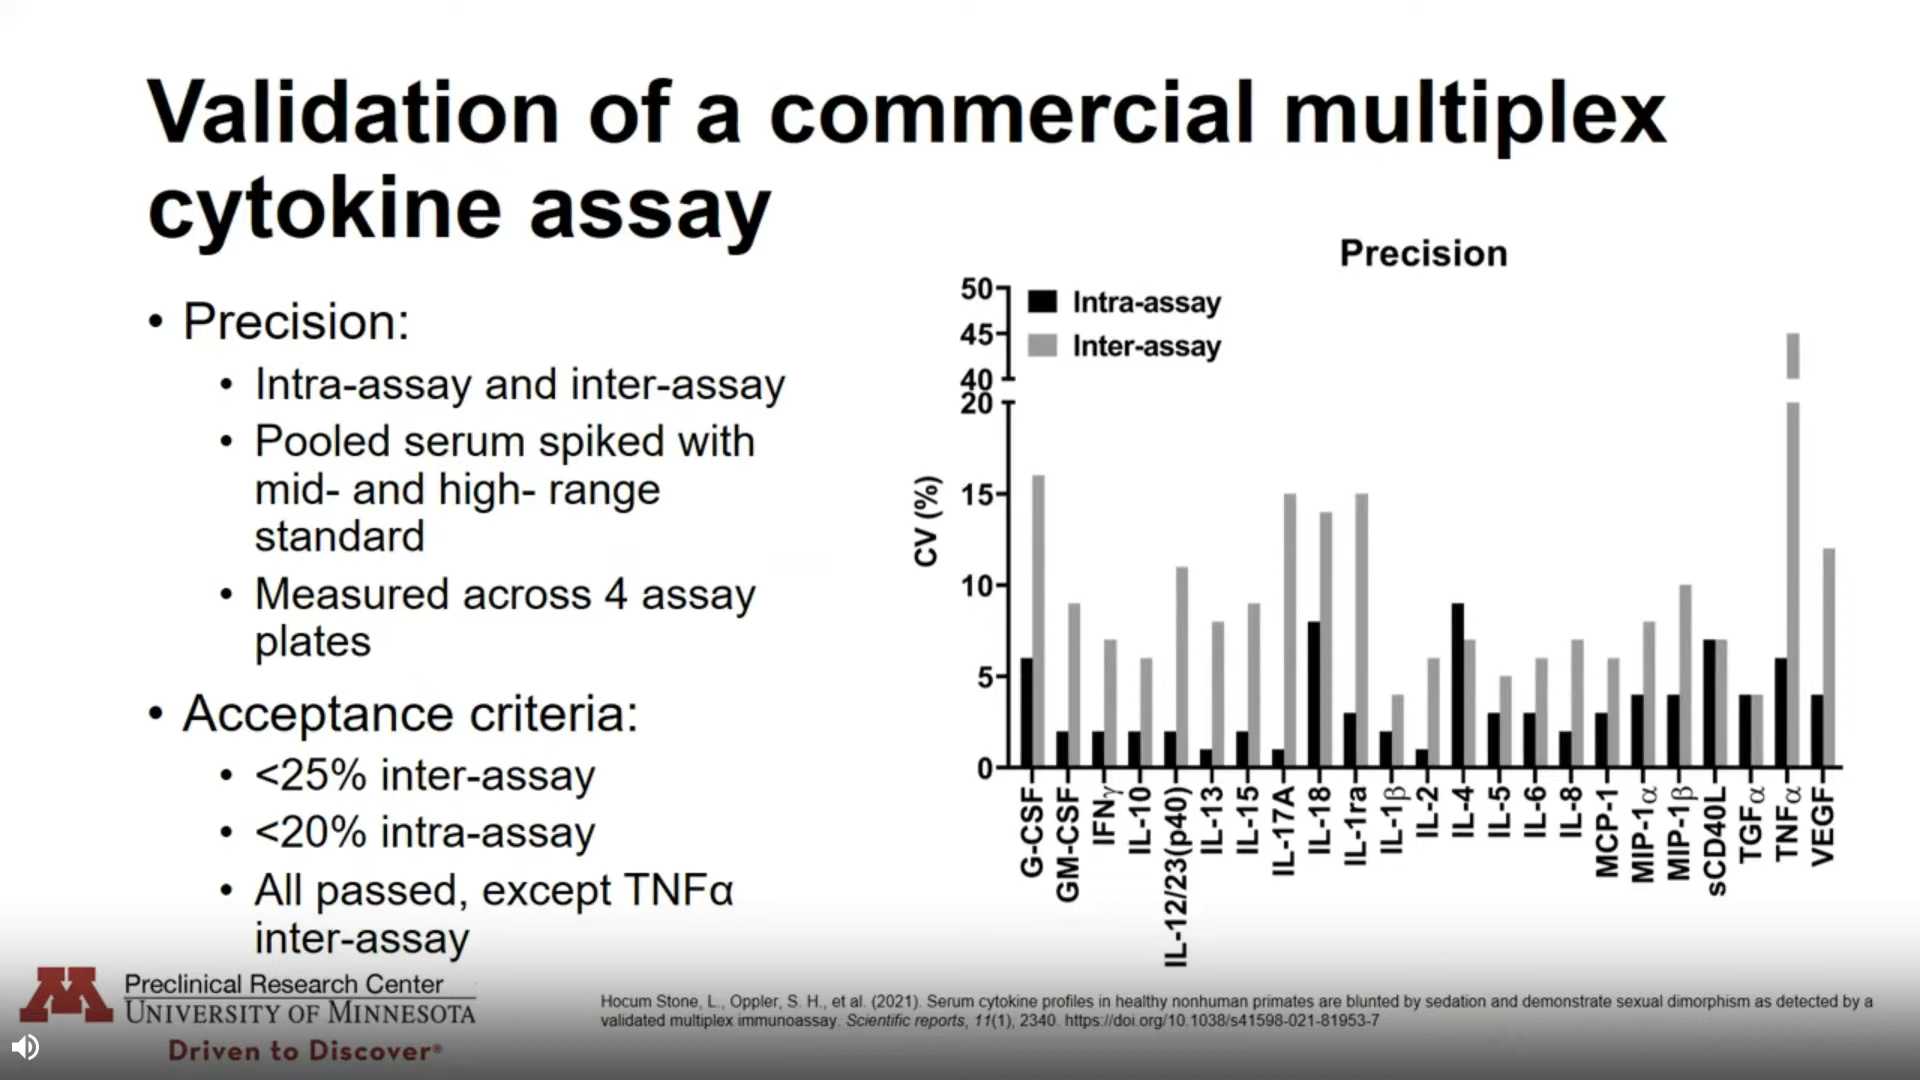 Validation of a commercial multiplex
cytokine assay
• Precision:
• Intra-assay and inter-assay
• Pooled serum spiked with
mid- and high- range
standard
• Measured across 4 assay
plates
• Acceptance criteria:
• <25% inter-assay
• <20% intra-assay
• All passed, except TNFα
inter-assay
Precision
Intra-assay
Inter-assay
50
45
40
20
15
10
5
0
CV (%)
G-CSF
GM-CSF
IFNγ
IL-10
IL-12/23(p40)
IL-13
IL-15
IL-17A
IL-18
IL-1ra
IL-1β
IL-2
IL-4
IL-5
IL-6
IL-8
MCP-1
MIP-1α
MIP-1β
sCD40L
TGFα
TNFα
VEGF
M
Preclinical Research Center
UNIVERSITY OF MINNESOTA
Driven to Discover®
Hocum Stone, L., Oppler, S. H., et al. (2021). Serum cytokine profiles in healthy nonhuman primates are blunted by sedation and demonstrate sexual dimorphism as detected by a
validated multiplex immunoassay. Scientific reports, 11(1), 2340. https://doi.org/10.1038/s41598-021-81953-7